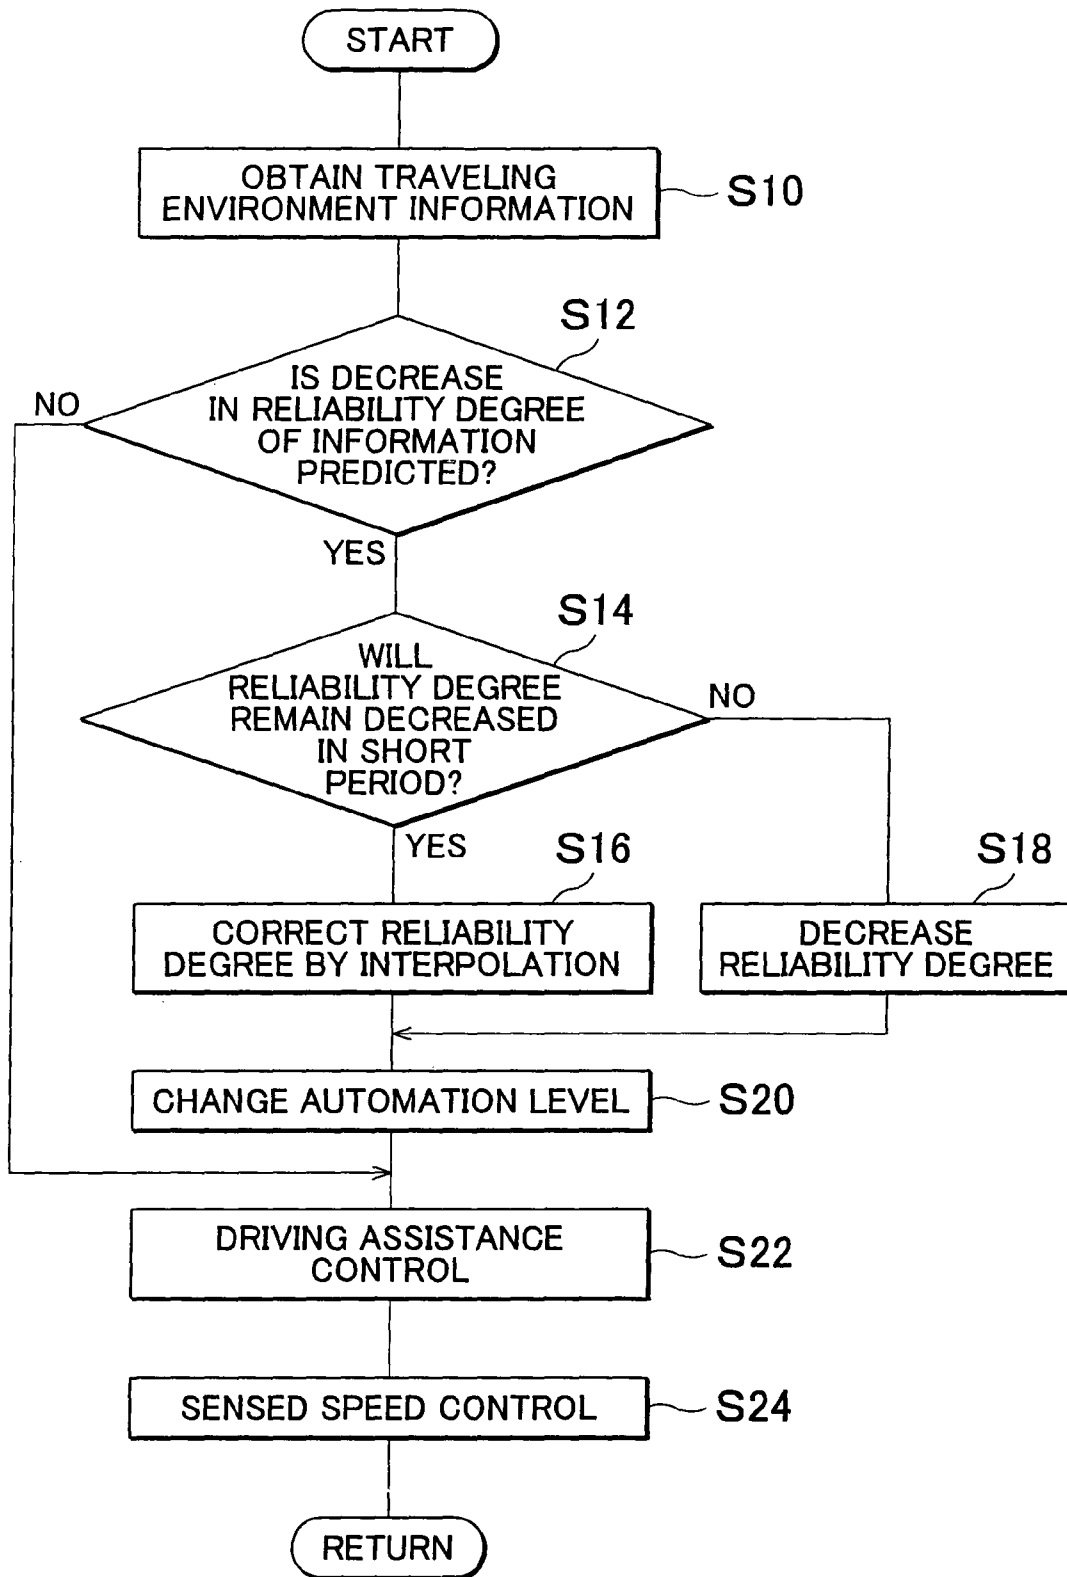 START
OBTAIN TRAVELING
ENVIRONMENT INFORMATION
S10
S12
IS DECREASE
IN RELIABILITY DEGREE
OF INFORMATION
PREDICTED?
NO
YES
S14
WILL
RELIABILITY DEGREE
REMAIN DECREASED
IN SHORT
PERIOD?
NO
YES
S16
CORRECT RELIABILITY
DEGREE BY INTERPOLATION
S18
DECREASE
RELIABILITY DEGREE
CHANGE AUTOMATION LEVEL
S20
DRIVING ASSISTANCE
CONTROL
S22
SENSED SPEED CONTROL
S24
RETURN